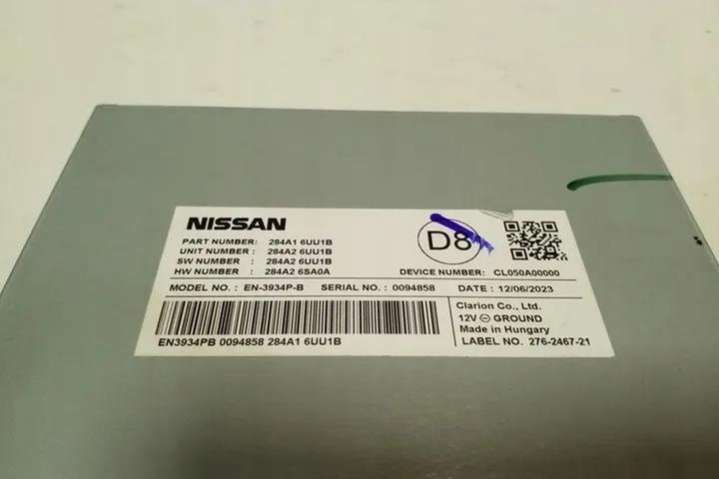 NISSAN
D8
PART NUMBER: 284A1 6UU1B
UNIT NUMBER : 284A2 6UU1B
SW NUMBER : 284A2 6UU1B
HW NUMBER : 284A2 6SA0A
DEVICE NUMBER: CL050A00000
MODEL NO. : EN-3934P-B SERIAL NO. : 0094858 DATE : 12/06/2023
Clarion Co., Ltd.
12V ⊖ GROUND
Made in Hungary
EN3934PB 0094858 284A1 6UU1B
LABEL NO. 276-2467-21